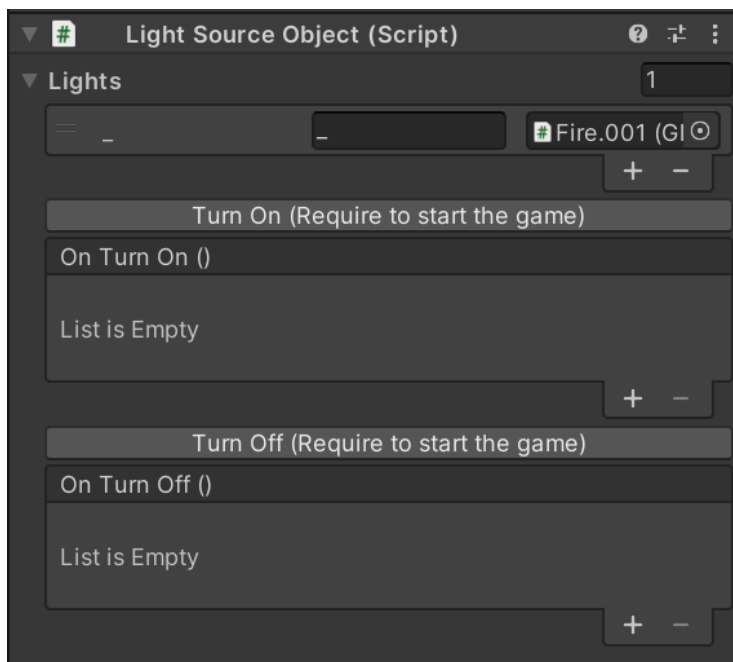 # Light Source Object (Script)
Lights 1
_ _ # Fire.001 (Gl
+ −
Turn On (Require to start the game)
On Turn On ()
List is Empty
+ −
Turn Off (Require to start the game)
On Turn Off ()
List is Empty
+ −